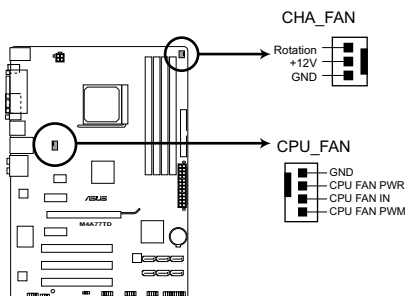 CHA_FAN
Rotation
+12V
GND
CPU_FAN
GND
CPU FAN PWR
CPU FAN IN
CPU FAN PWM
ASUS
M4A77TD